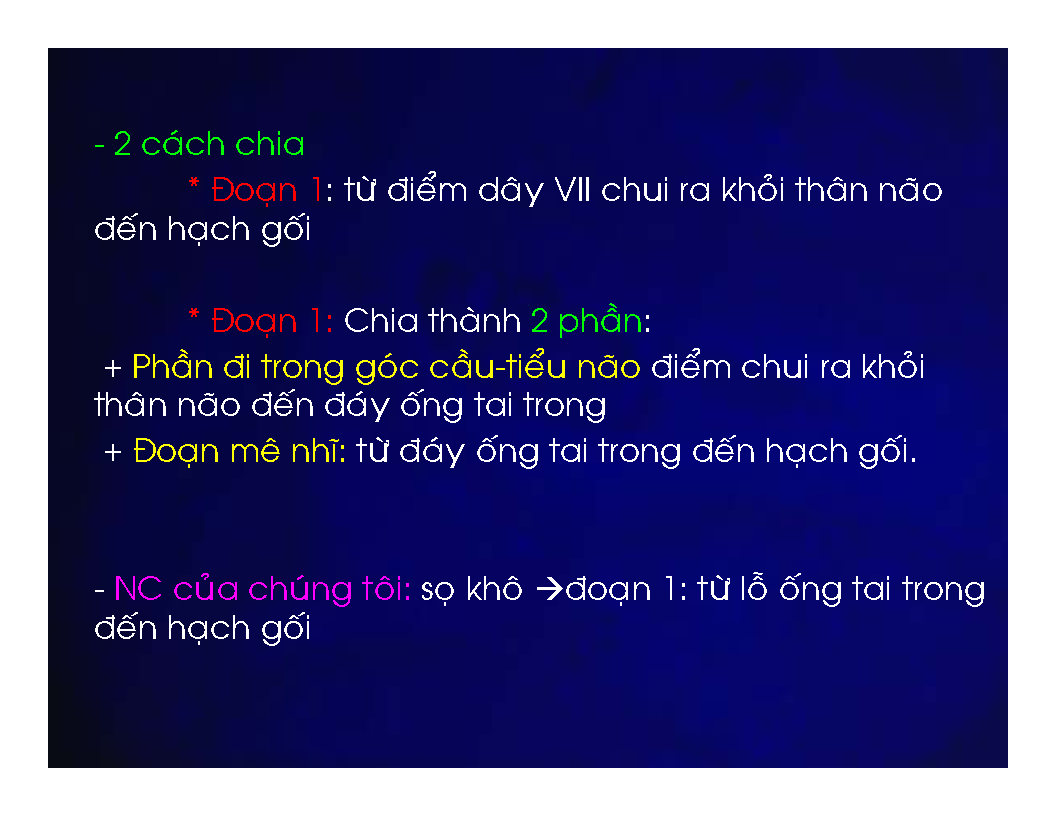 - 2 cách chia
* Đoạn 1: từ điểm dây VII chui ra khỏi thân não
đến hạch gối
* Đoạn 1: Chia thành 2 phần:
+ Phần đi trong góc cầu-tiểu não điểm chui ra khỏi
thân não đến đáy ống tai trong
+ Đoạn mê nhĩ: từ đáy ống tai trong đến hạch gối.
- NC của chúng tôi: sọ khô →đoạn 1: từ lỗ ống tai trong
đến hạch gối